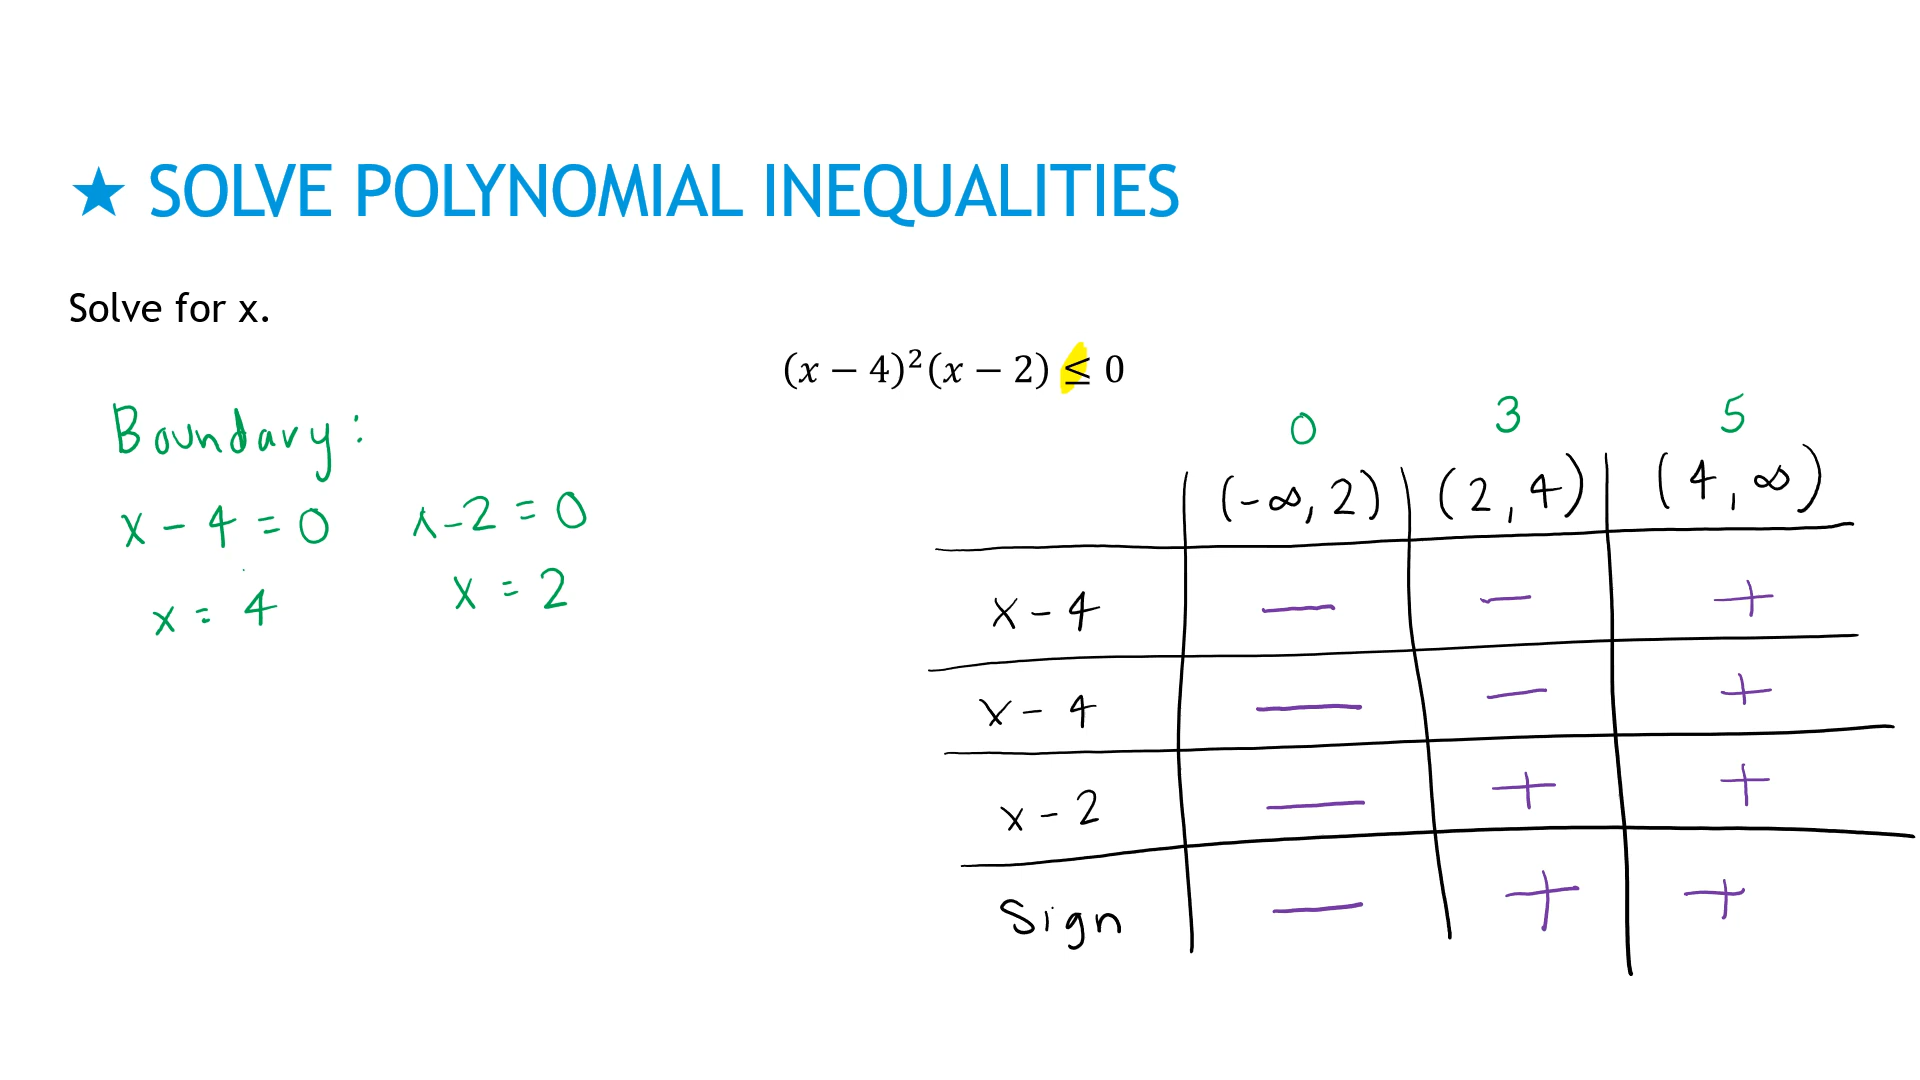 ★ SOLVE POLYNOMIAL INEQUALITIES
Solve for x.
(x − 4)²(x − 2) ≤ 0
Boundary:
x - 4 = 0 x - 2 = 0
x = 4 x = 2
0 3 5
(-∞, 2) (2, 4) (4, ∞)
x - 4 — - +
x - 4 — - +
x - 2 — + +
Sign — + +